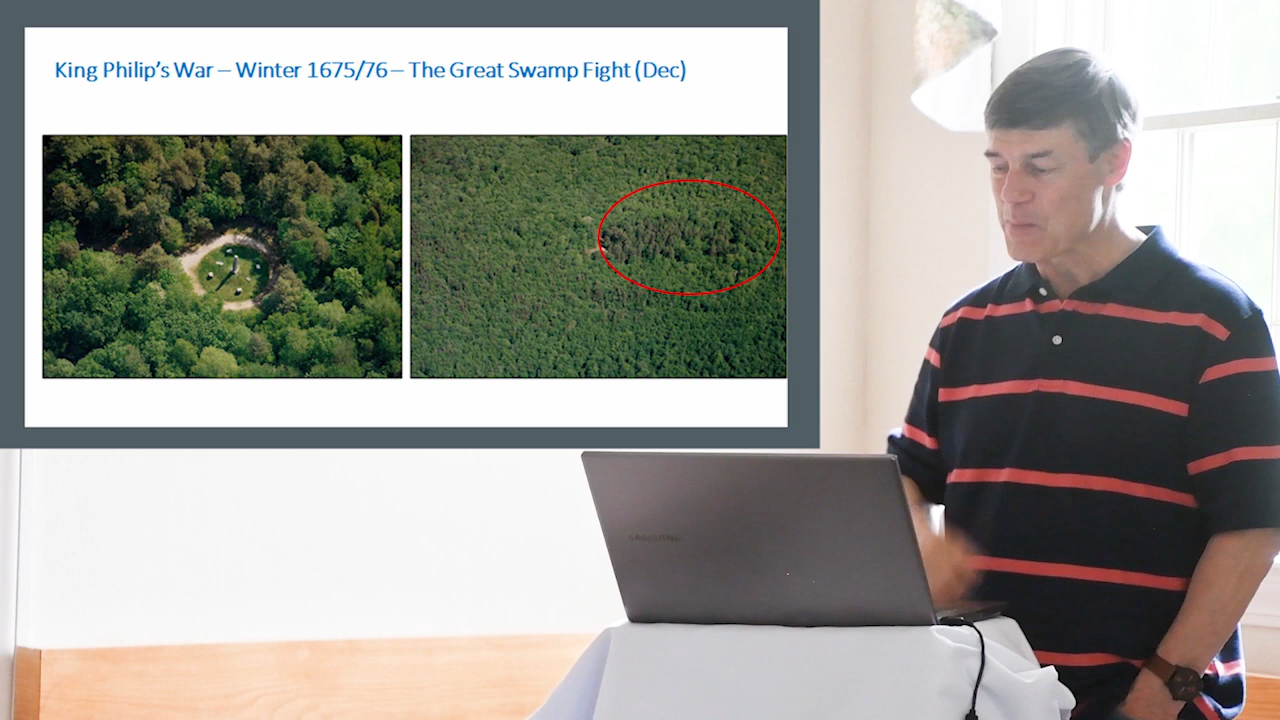 King Philip's War – Winter 1675/76 – The Great Swamp Fight (Dec)
SAMSUNG